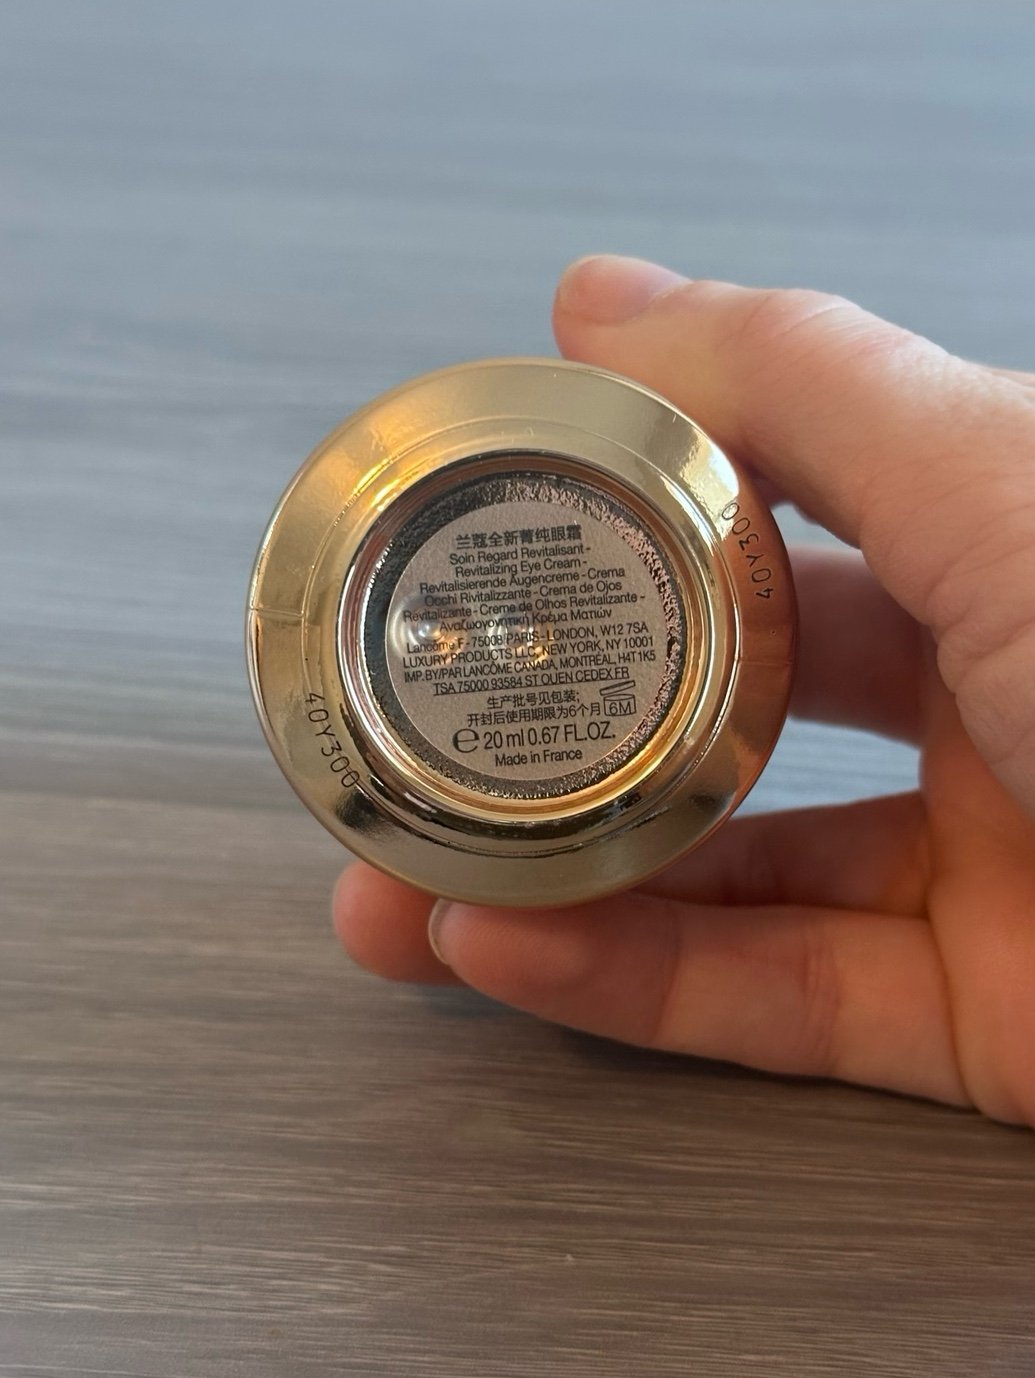 兰蔻全新菁纯眼霜
Soin Regard Revitalisant -
Revitalizing Eye Cream -
Revitalisierende Augencreme - Crema
Occhi Rivitalizzante - Crema de Ojos
Revitalizante - Creme de Olhos Revitalizante -
Αναζωογονητική Κρέμα Ματιών
Lancôme F - 75008 PARIS - LONDON, W12 7SA
LUXURY PRODUCTS LLC, NEW YORK, NY 10001
IMP. BY/PAR LANCÔME CANADA, MONTRÉAL, H4T 1K5
TSA 75000 93584 ST OUEN CEDEX FR
生产批号见包装;
开封后使用期限为6个月 6M
e 20 ml 0.67 FL.OZ.
Made in France
40Y300
40Y300